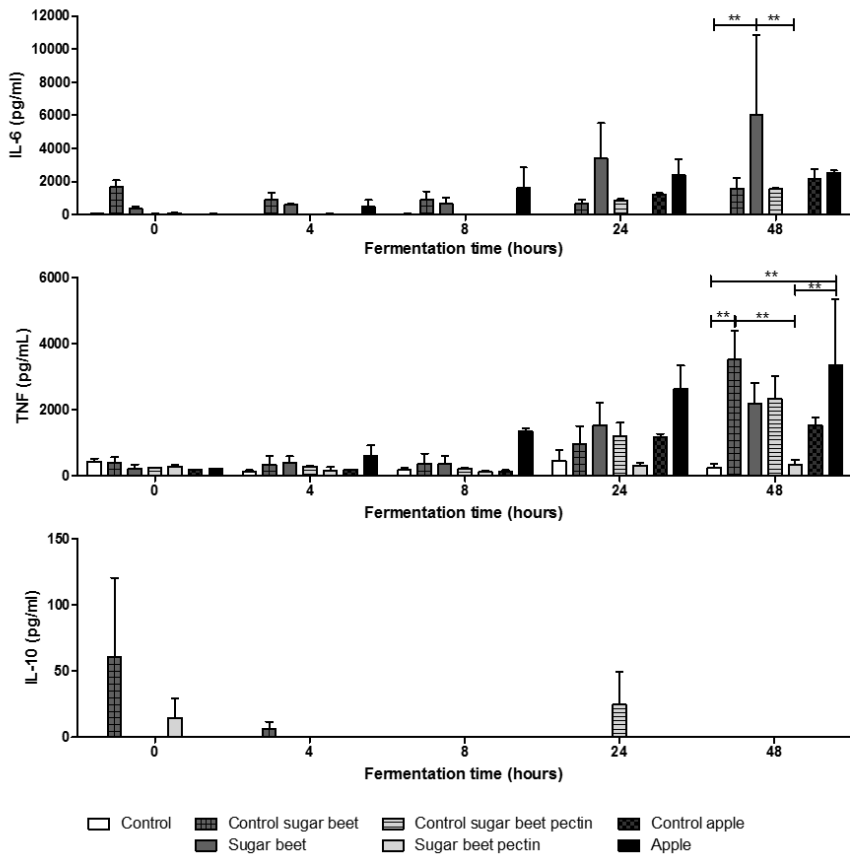 12000
10000
8000
6000
4000
2000
0
IL-6 (pg/ml)
** **
0 4 8 24 48
Fermentation time (hours)
6000
4000
2000
0
TNF (pg/mL)
**
**
** **
0 4 8 24 48
Fermentation time (hours)
150
100
50
0
IL-10 (pg/ml)
0 4 8 24 48
Fermentation time (hours)
Control Control sugar beet Control sugar beet pectin Control apple
Sugar beet Sugar beet pectin Apple